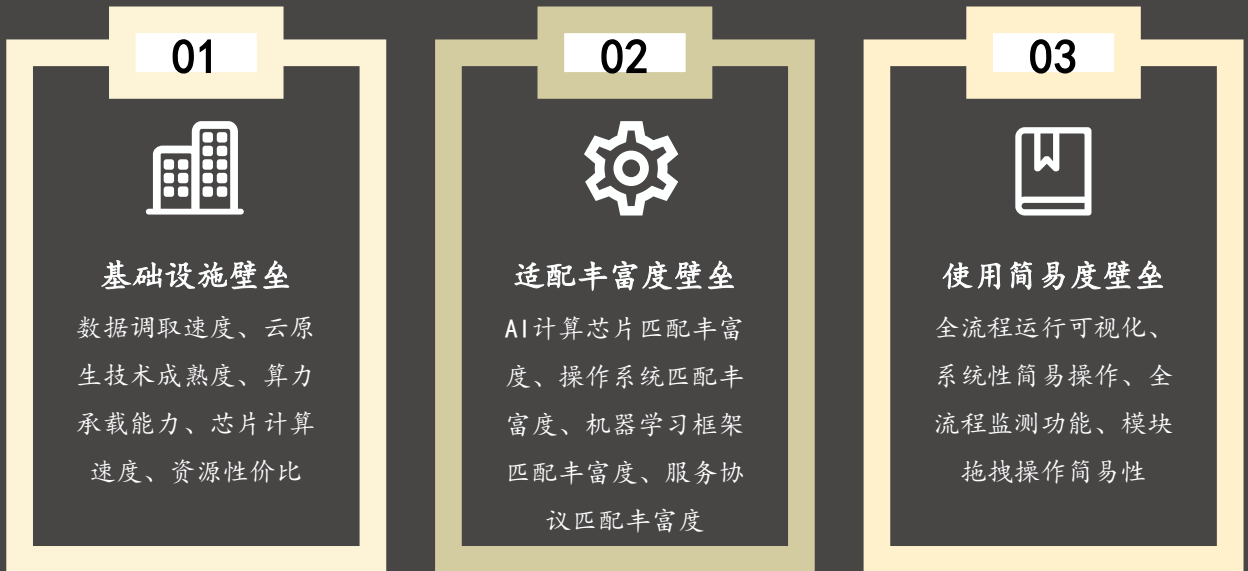 01
基础设施壁垒
数据调取速度、云原
生技术成熟度、算力
承载能力、芯片计算
速度、资源性价比
02
适配丰富度壁垒
AI计算芯片匹配丰富
度、操作系统匹配丰
富度、机器学习框架
匹配丰富度、服务协
议匹配丰富度
03
使用简易度壁垒
全流程运行可视化、
系统性简易操作、全
流程监测功能、模块
拖拽操作简易性